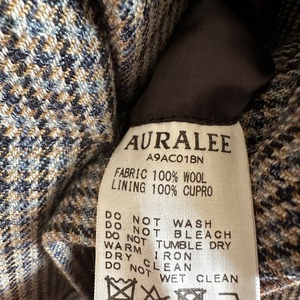 AURALEE
A9AC01BN
FABRIC 100% WOOL
LINING 100% CUPRO
DO NOT WASH
DO NOT BLEACH
DO NOT TUMBLE DRY
WARM IRON
DRY CLEAN
DO NOT WET CLEAN